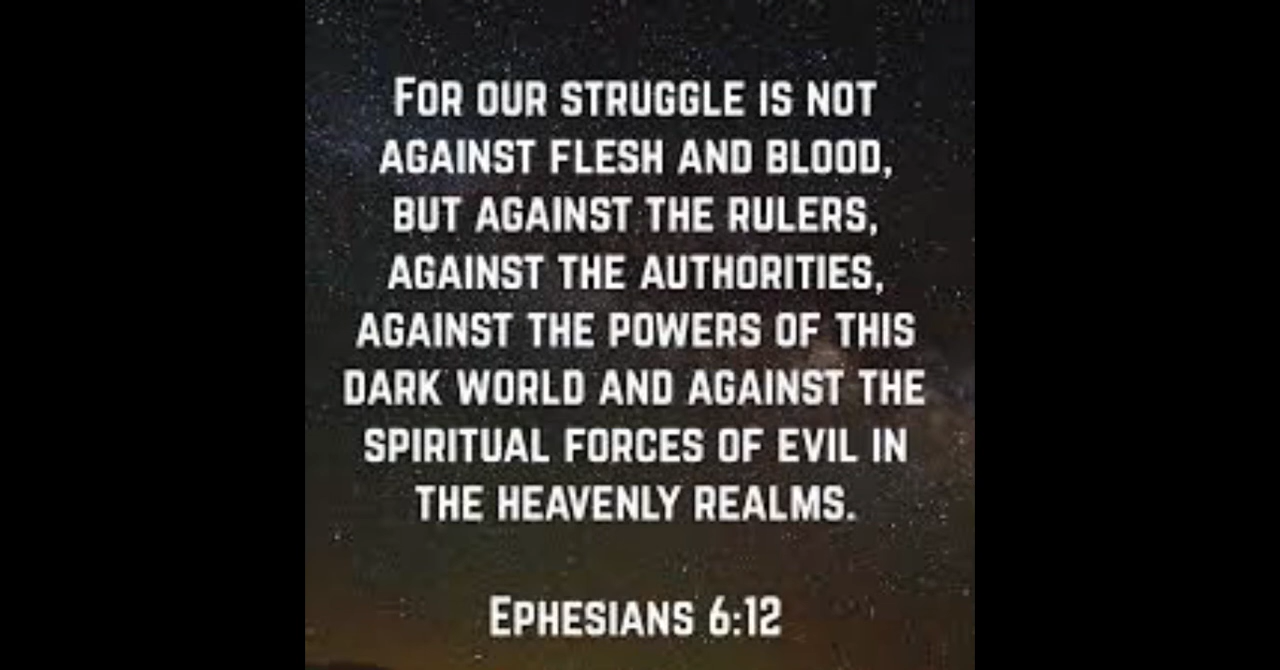 For our struggle is not
against flesh and blood,
but against the rulers,
against the authorities,
against the powers of this
dark world and against the
spiritual forces of evil in
the heavenly realms.
Ephesians 6:12